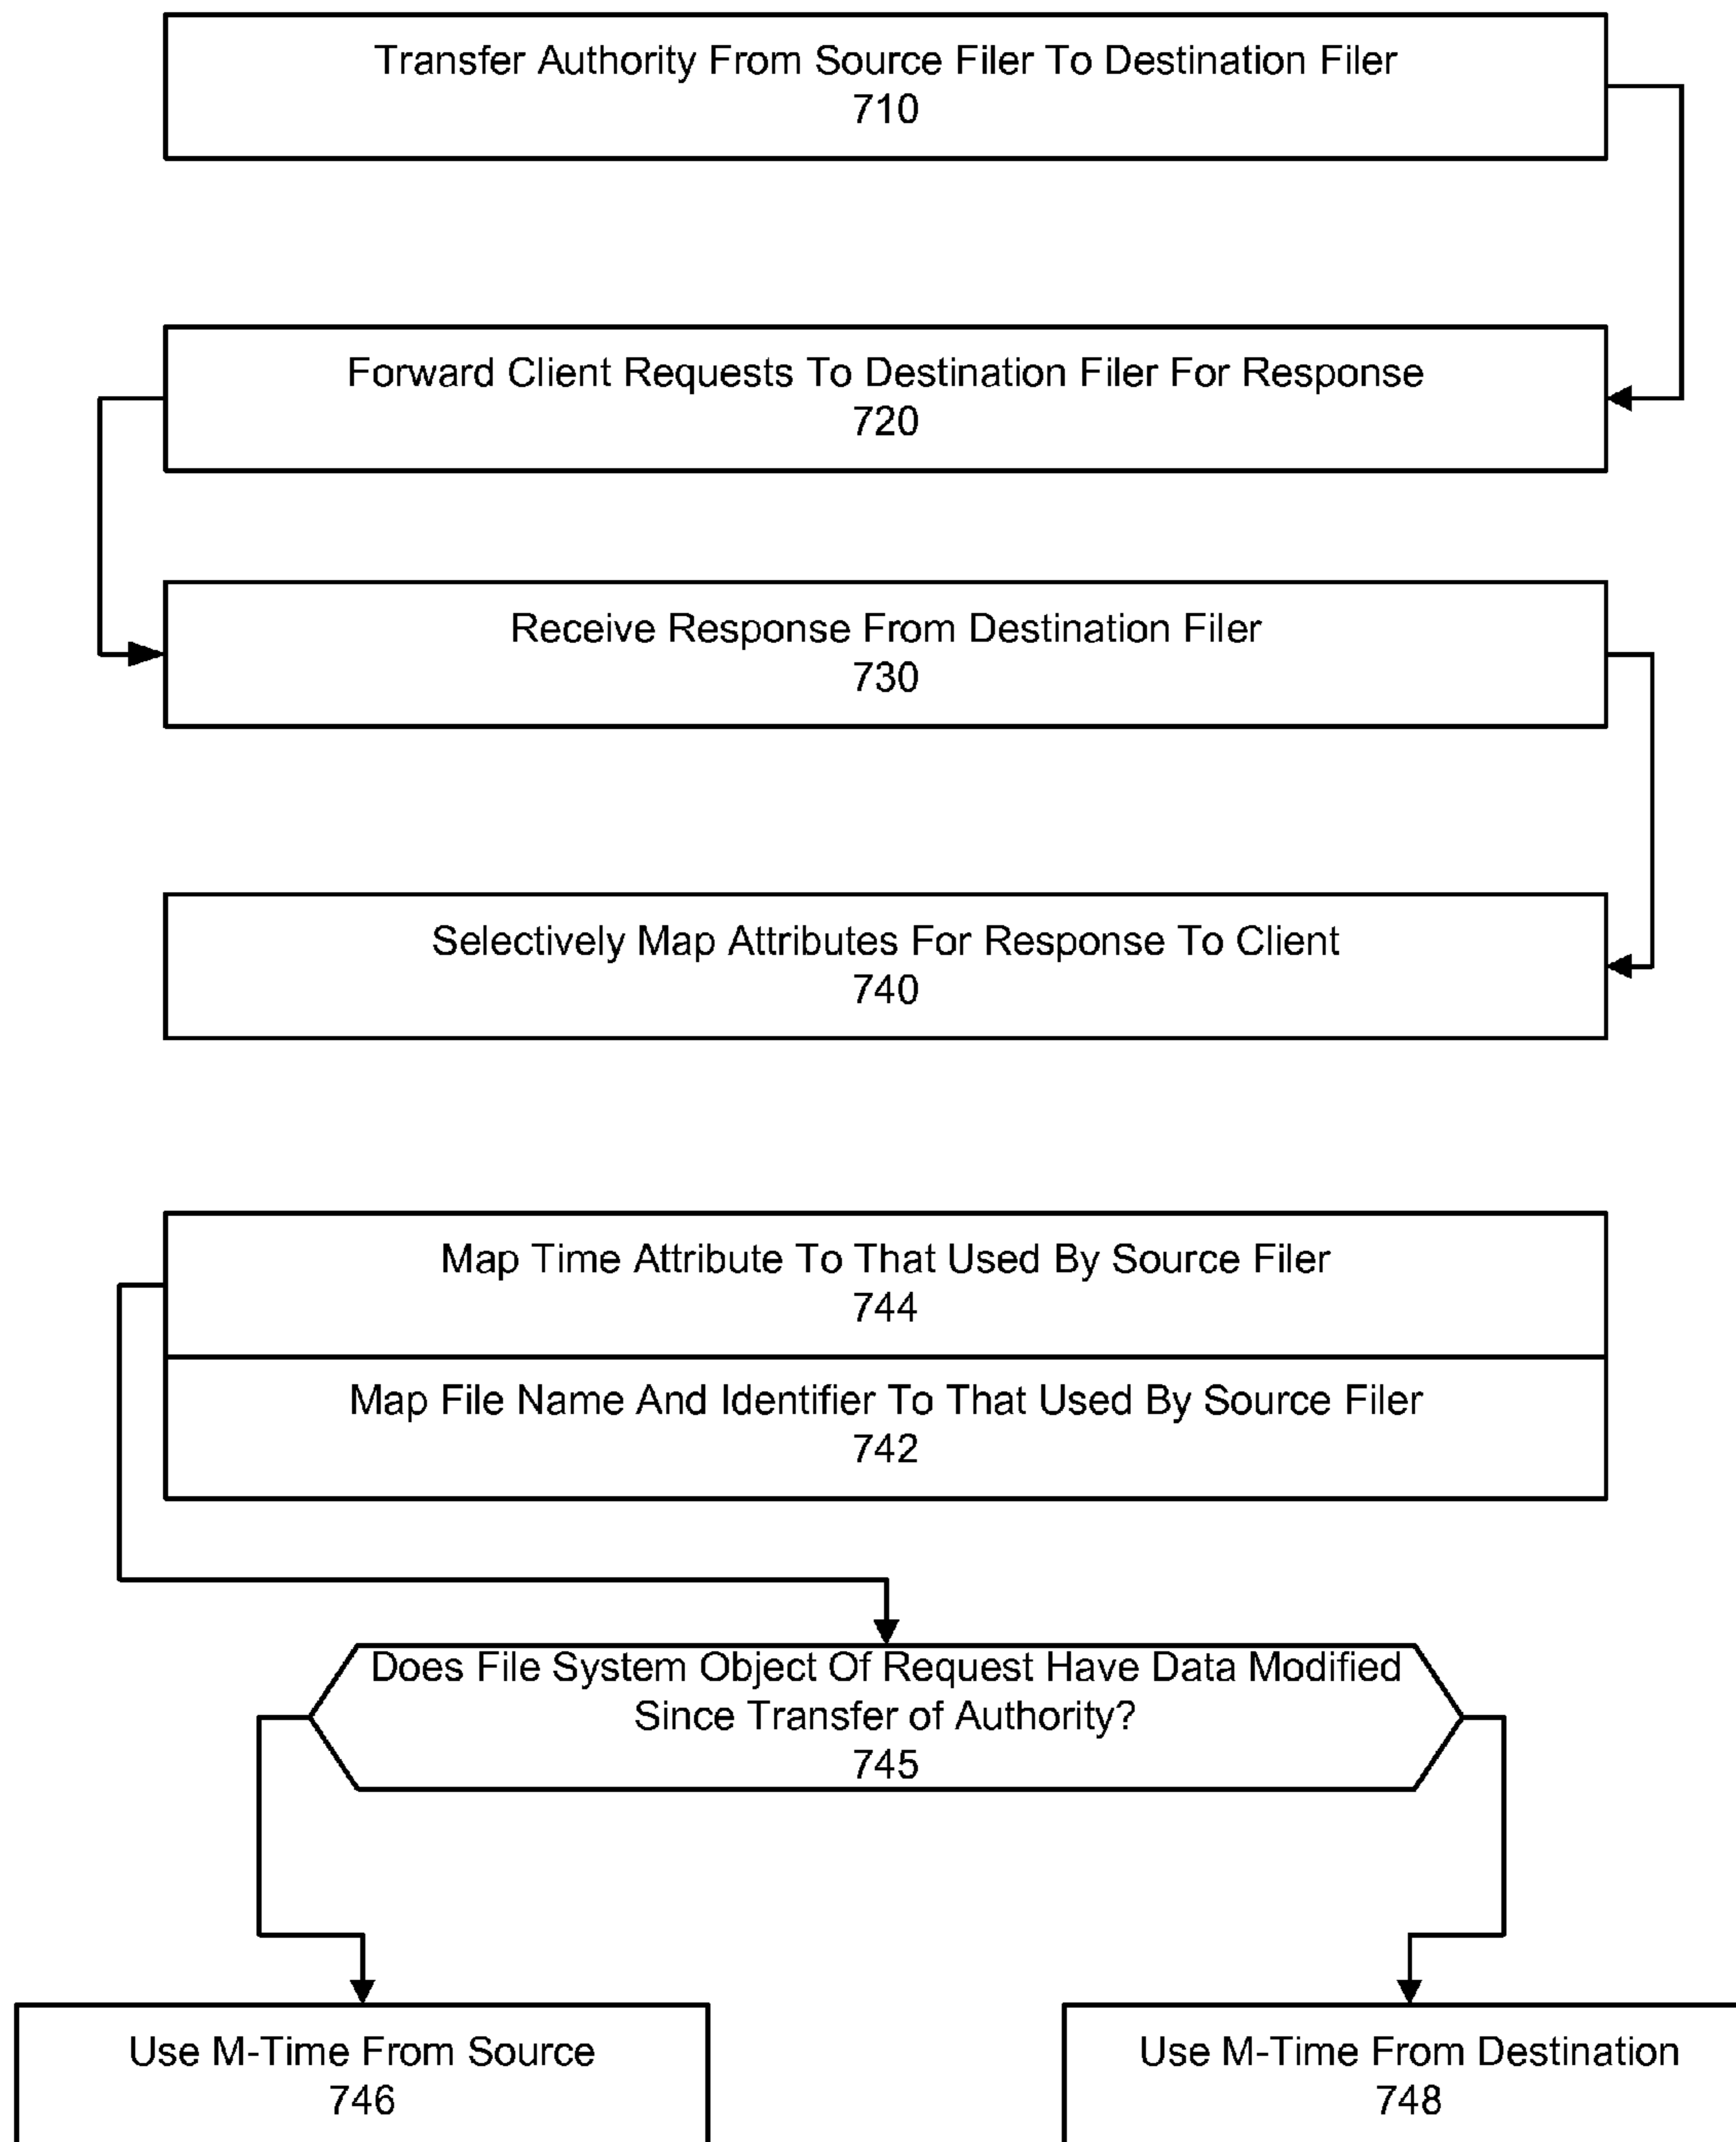 Transfer Authority From Source Filer To Destination Filer
710
Forward Client Requests To Destination Filer For Response
720
Receive Response From Destination Filer
730
Selectively Map Attributes For Response To Client
740
Map Time Attribute To That Used By Source Filer
744
Map File Name And Identifier To That Used By Source Filer
742
Does File System Object Of Request Have Data Modified
Since Transfer of Authority?
745
Use M-Time From Source
746
Use M-Time From Destination
748